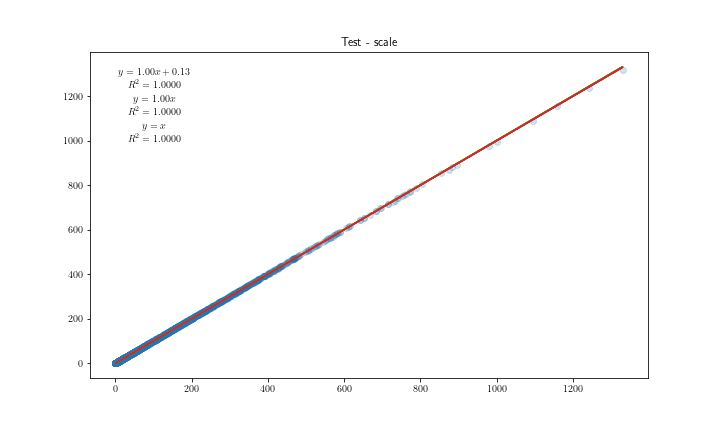 Test - scale
y = 1.00x + 0.13
R² = 1.0000
y = 1.00x
R² = 1.0000
y = x
R² = 1.0000
1200
1000
800
600
400
200
0
0 200 400 600 800 1000 1200